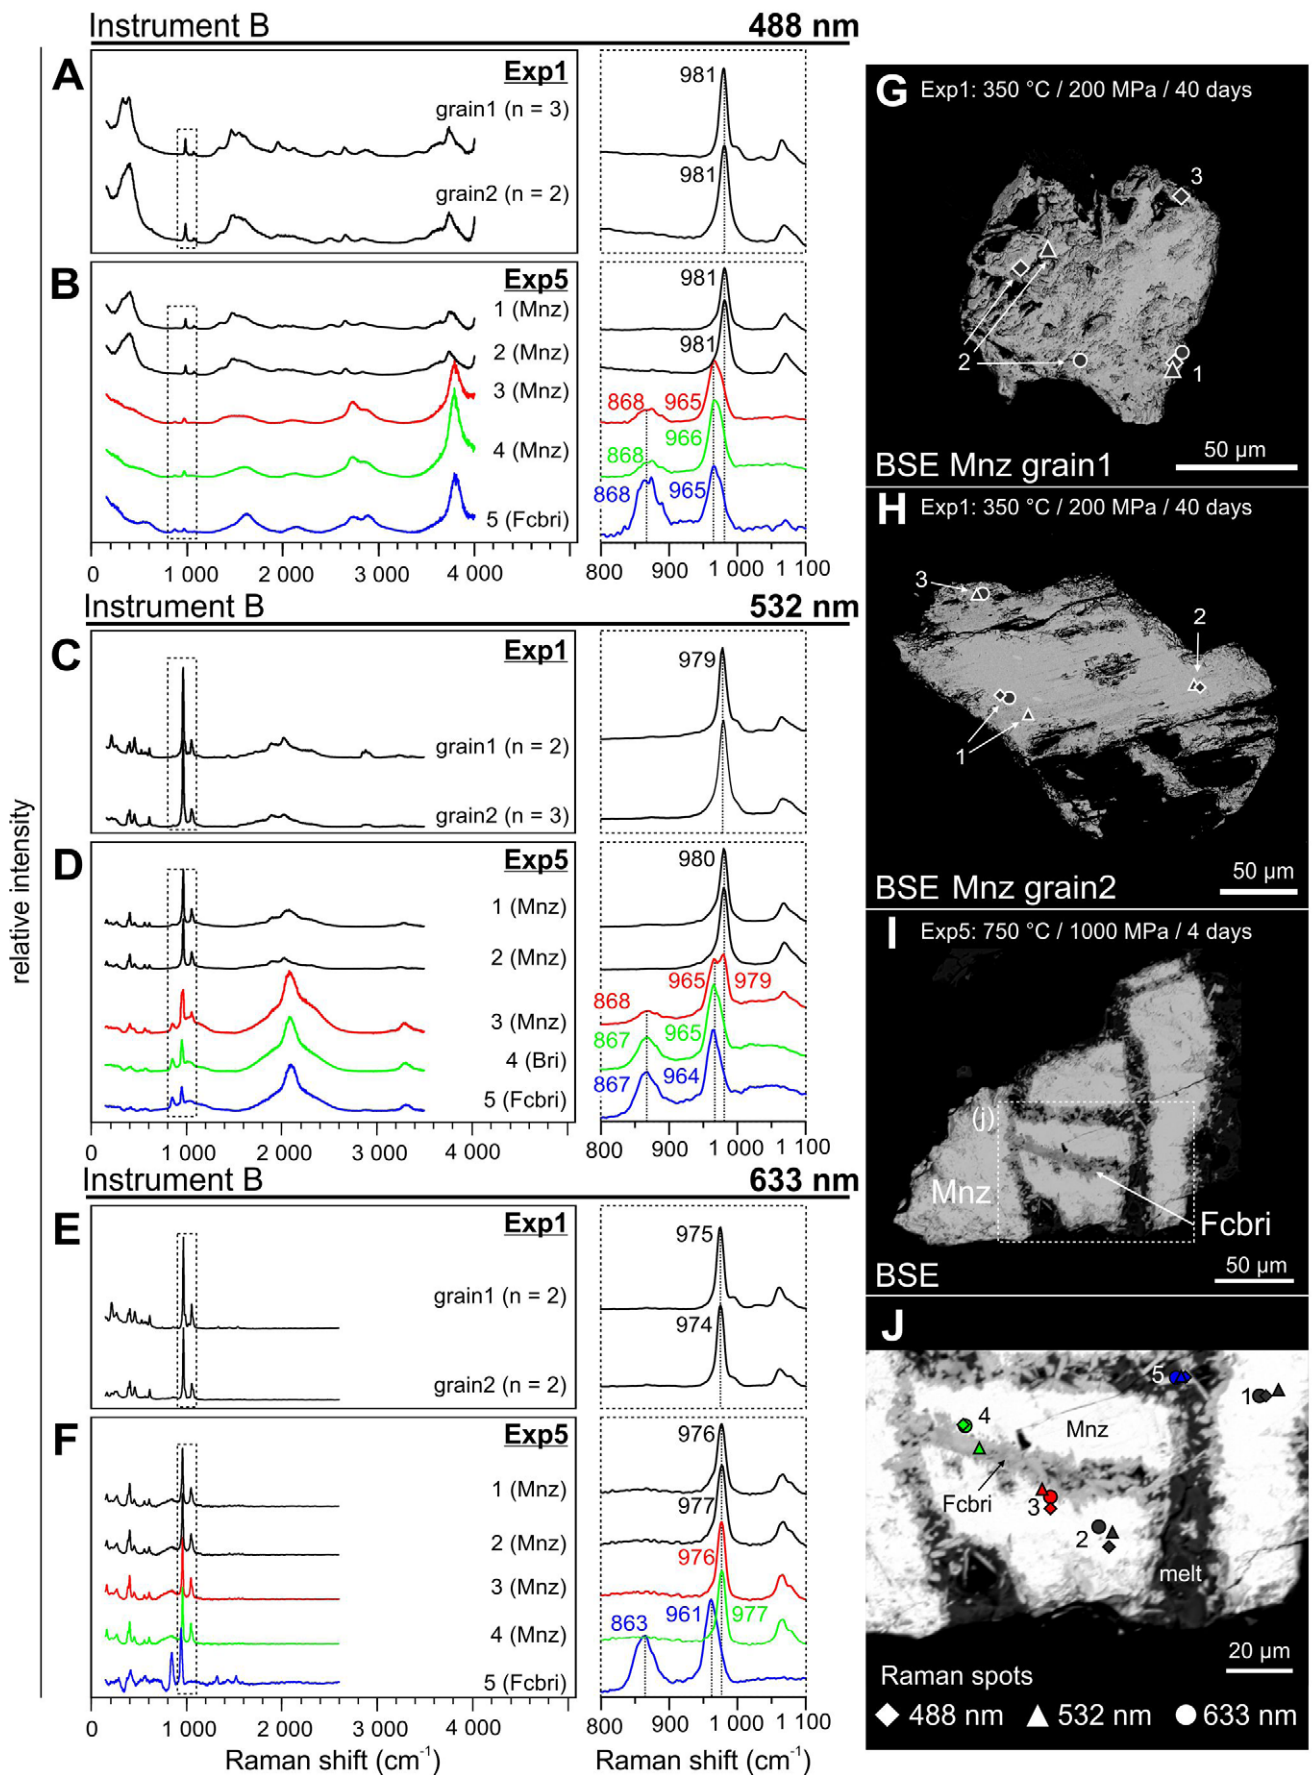 Instrument B 488 nm
A Exp1
grain1 (n = 3)
grain2 (n = 2)
981
981
B Exp5
1 (Mnz)
2 (Mnz)
3 (Mnz)
4 (Mnz)
5 (Fcbri)
981
981
868 965
966
868
868 965
0 1 000 2 000 3 000 4 000
800 900 1 000 1 100
Instrument B 532 nm
C Exp1
grain1 (n = 2)
grain2 (n = 3)
979
D Exp5
1 (Mnz)
2 (Mnz)
3 (Mnz)
4 (Bri)
5 (Fcbri)
980
965 979
868
867 965
867 964
0 1 000 2 000 3 000 4 000
800 900 1 000 1 100
Instrument B 633 nm
E Exp1
grain1 (n = 2)
grain2 (n = 2)
975
974
F Exp5
1 (Mnz)
2 (Mnz)
3 (Mnz)
4 (Mnz)
5 (Fcbri)
976
977
976
863 961 977
0 1 000 2 000 3 000 4 000
800 900 1 000 1 100
Raman shift (cm⁻¹)
Raman shift (cm⁻¹)
relative intensity
G Exp1: 350 °C / 200 MPa / 40 days
3
2
1
50 µm
BSE Mnz grain1
H Exp1: 350 °C / 200 MPa / 40 days
3
2
1
BSE Mnz grain2
50 µm
I Exp5: 750 °C / 1000 MPa / 4 days
(j)
Mnz
Fcbri
50 µm
BSE
J
5
1
4
Mnz
Fcbri
3
2
melt
20 µm
Raman spots
488 nm 532 nm 633 nm